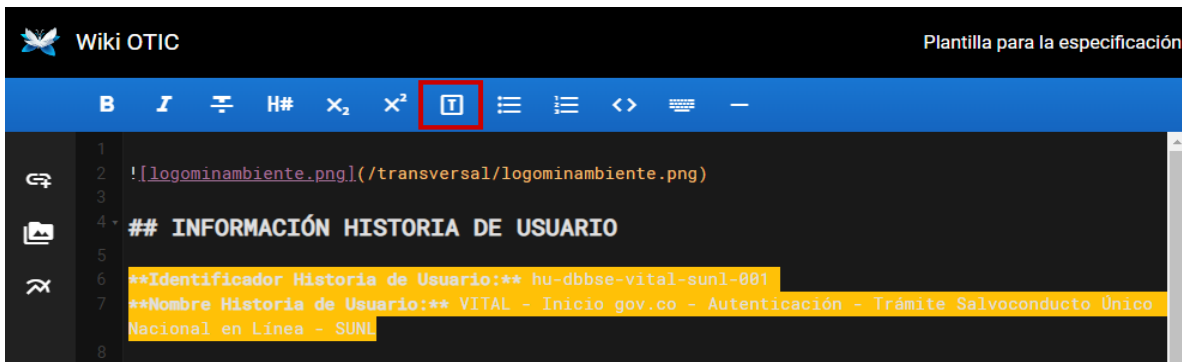 Wiki OTIC
Plantilla para la especificación
B I T H# X₂ X² T <> —
1
2 ![logominambiente.png](/transversal/logominambiente.png)
3
4 ## INFORMACIÓN HISTORIA DE USUARIO
5
6 **Identificador Historia de Usuario:** hu-dbbse-vital-sunl-001
7 **Nombre Historia de Usuario:** VITAL - Inicio gov.co - Autenticación - Trámite Salvoconducto Único
Nacional en Línea - SUNL
8